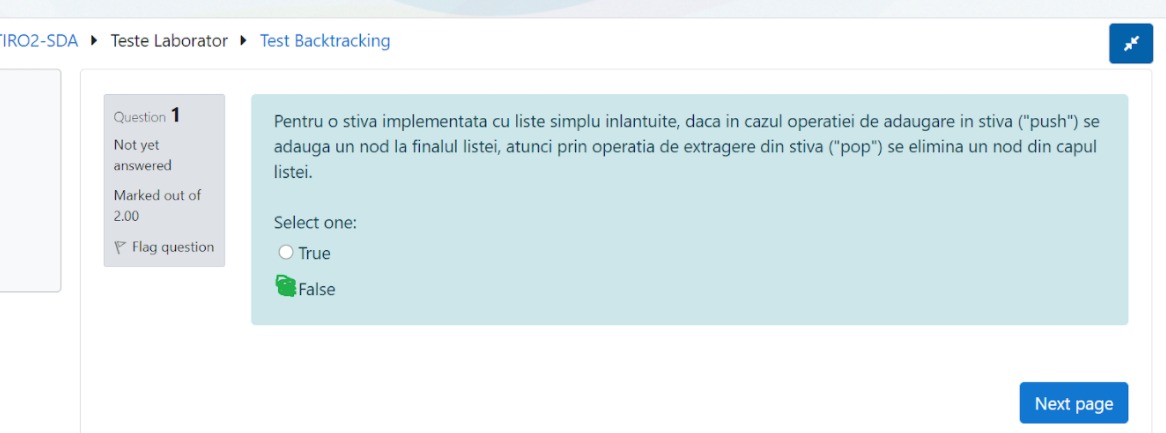 TIRO2-SDA ▸ Teste Laborator ▸ Test Backtracking
Question 1
Not yet
answered
Marked out of
2.00
Flag question
Pentru o stiva implementata cu liste simplu inlantuite, daca in cazul operatiei de adaugare in stiva ("push") se
adauga un nod la finalul listei, atunci prin operatia de extragere din stiva ("pop") se elimina un nod din capul
listei.
Select one:
True
False
Next page